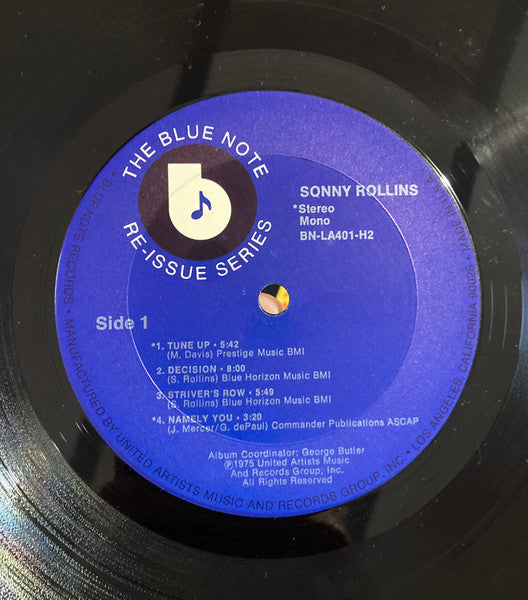 THE BLUE NOTE
b
RE-ISSUE SERIES
SONNY ROLLINS
*Stereo
Mono
BN-LA401-H2
Side 1
*1. TUNE UP • 5:42
(M. Davis) Prestige Music BMI
2. DECISION • 8:00
(S. Rollins) Blue Horizon Music BMI
3. STRIVER'S ROW • 5:49
(S. Rollins) Blue Horizon Music BMI
*4. NAMELY YOU • 3:20
(J. Mercer/G. dePaul) Commander Publications ASCAP
Album Coordinator: George Butler
Ⓟ1975 United Artists Music
And Records Group, Inc.
All Rights Reserved
BLUE NOTE RECORDS • MANUFACTURED BY UNITED ARTISTS MUSIC AND RECORDS GROUP, INC. • LOS ANGELES, CALIFORNIA 90028 • MADE IN U.S.A.